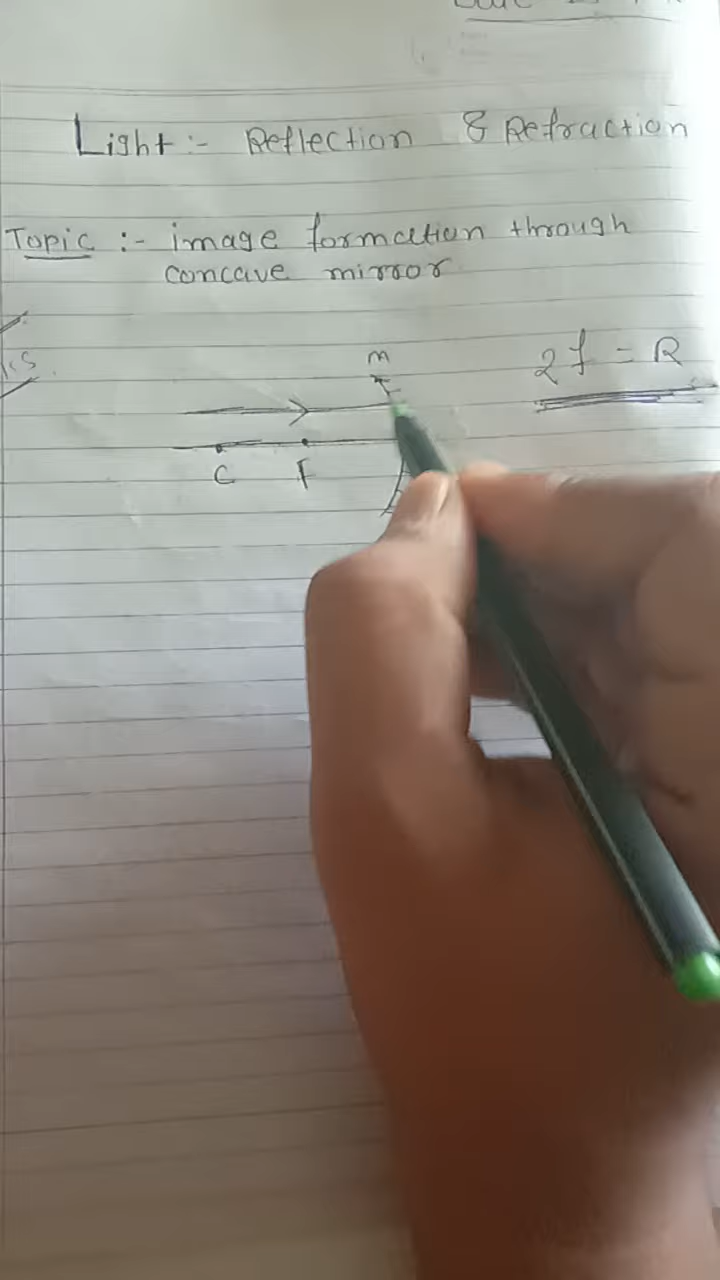 Light :- Reflection & Refraction
Topic :- image formation through
concave mirror
m
2f = R
C F